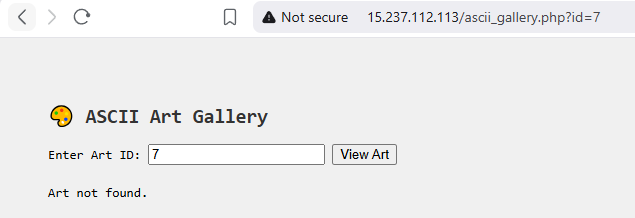 Not secure 15.237.112.113/ascii_gallery.php?id=7
ASCII Art Gallery
Enter Art ID: 7 View Art
Art not found.